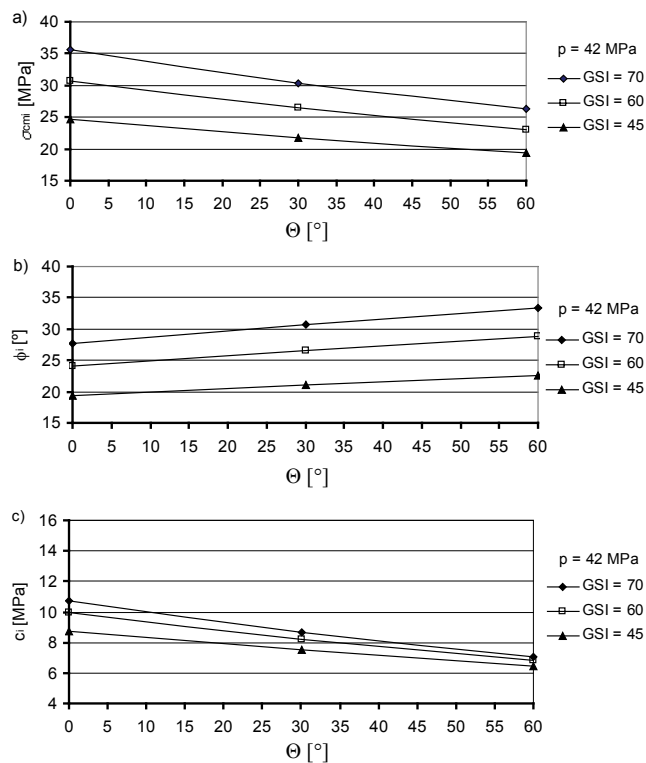 a)
40
35
30
25
20
15
σcmi [MPa]
0 5 10 15 20 25 30 35 40 45 50 55 60
Θ [°]
p = 42 MPa
GSI = 70
GSI = 60
GSI = 45
b)
40
35
30
25
20
15
ϕi [º]
0 5 10 15 20 25 30 35 40 45 50 55 60
Θ [°]
p = 42 MPa
GSI = 70
GSI = 60
GSI = 45
c)
16
14
12
10
8
6
4
ci [MPa]
0 5 10 15 20 25 30 35 40 45 50 55 60
Θ [°]
p = 42 MPa
GSI = 70
GSI = 60
GSI = 45